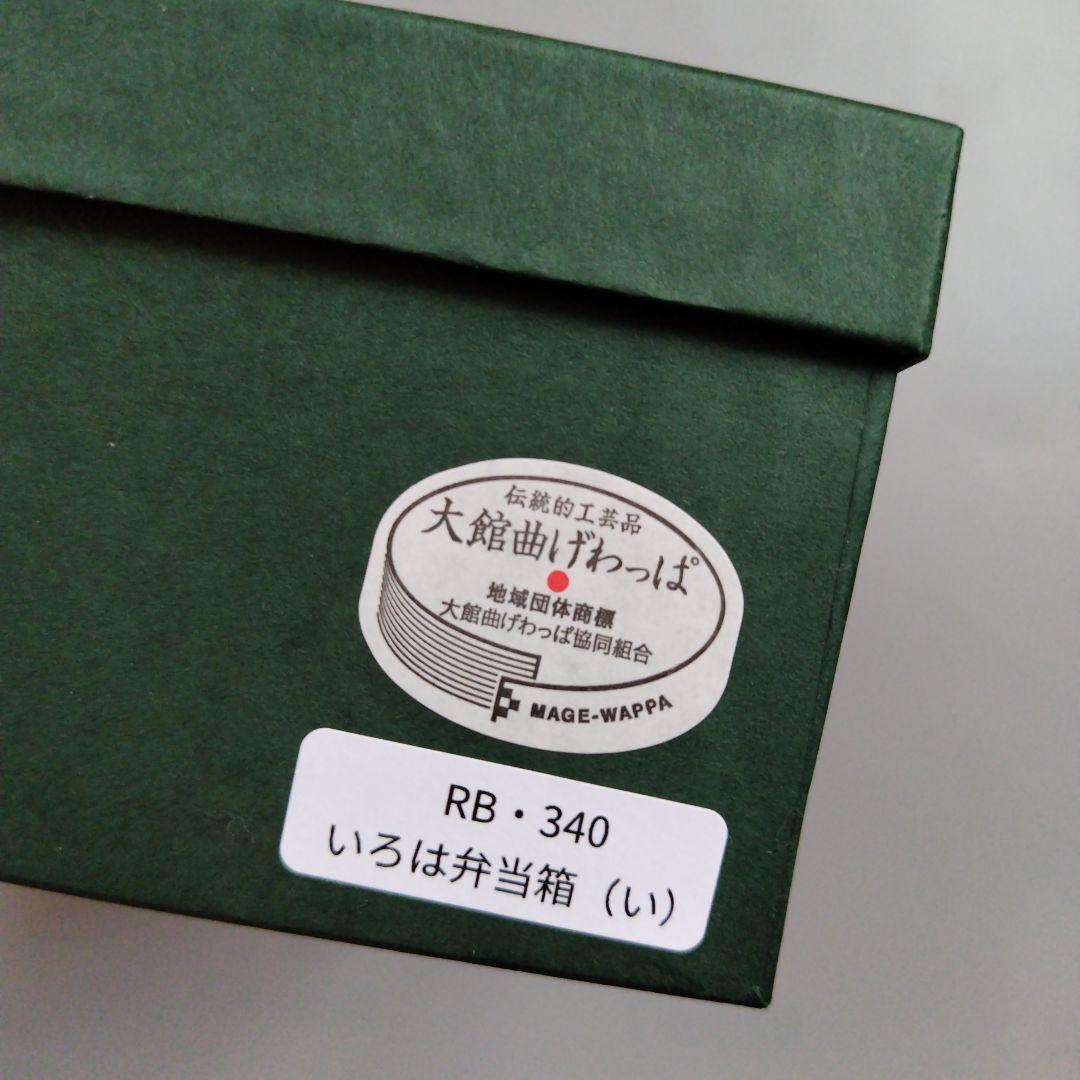 伝統的工芸品
大館曲げわっぱ
地域団体商標
大館曲げわっぱ協同組合
MAGE-WAPPA
RB・340
いろは弁当箱（い）